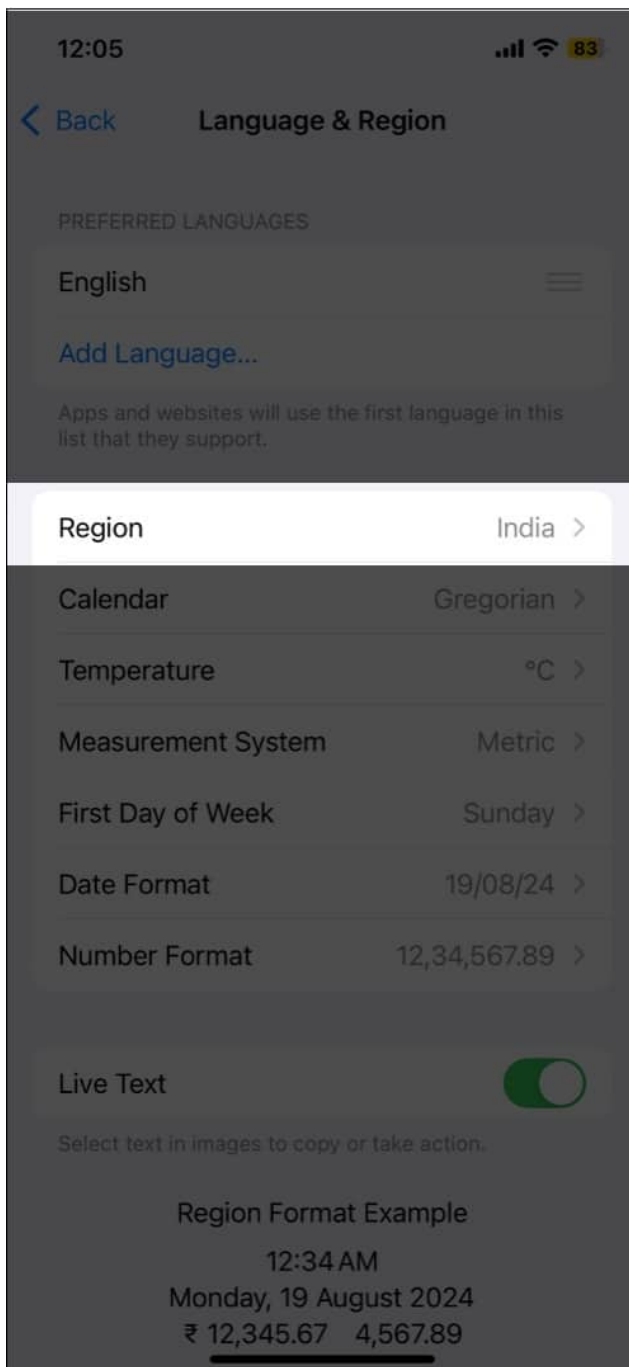 12:05 83
Back Language & Region
PREFERRED LANGUAGES
English
Add Language...
Apps and websites will use the first language in this
list that they support.
Region India
Calendar Gregorian
Temperature °C
Measurement System Metric
First Day of Week Sunday
Date Format 19/08/24
Number Format 12,34,567.89
Live Text
Select text in images to copy or take action.
Region Format Example
12:34 AM
Monday, 19 August 2024
₹ 12,345.67 4,567.89